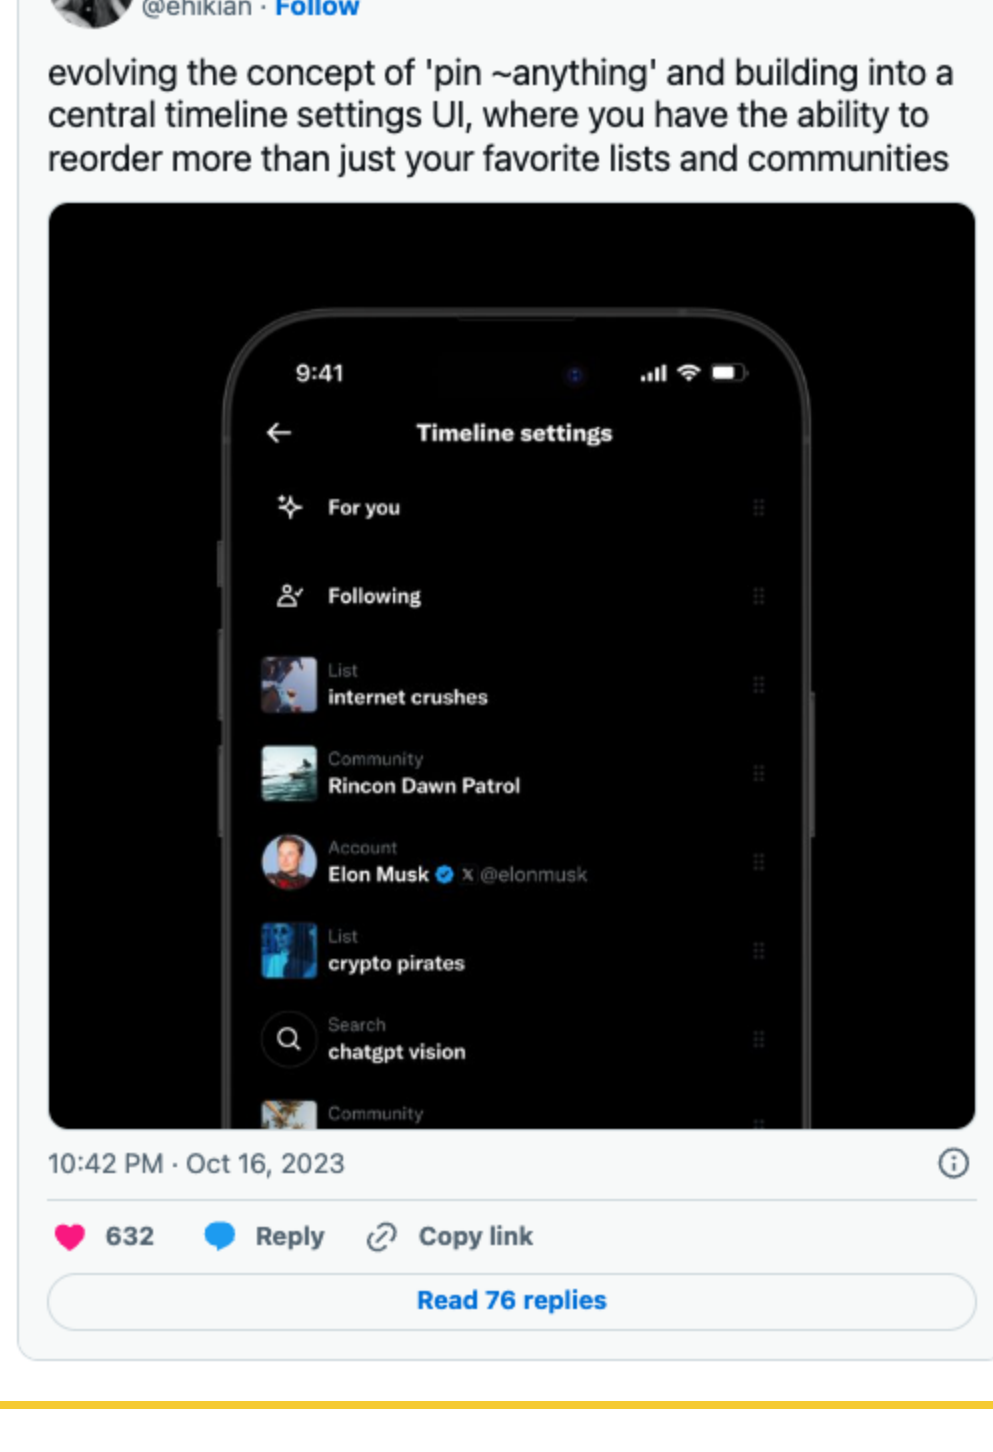 @ehikian · Follow
evolving the concept of 'pin ~anything' and building into a
central timeline settings UI, where you have the ability to
reorder more than just your favorite lists and communities
9:41
Timeline settings
For you
Following
List
internet crushes
Community
Rincon Dawn Patrol
Account
Elon Musk X @elonmusk
List
crypto pirates
Search
chatgpt vision
Community
10:42 PM · Oct 16, 2023
632 Reply Copy link
Read 76 replies